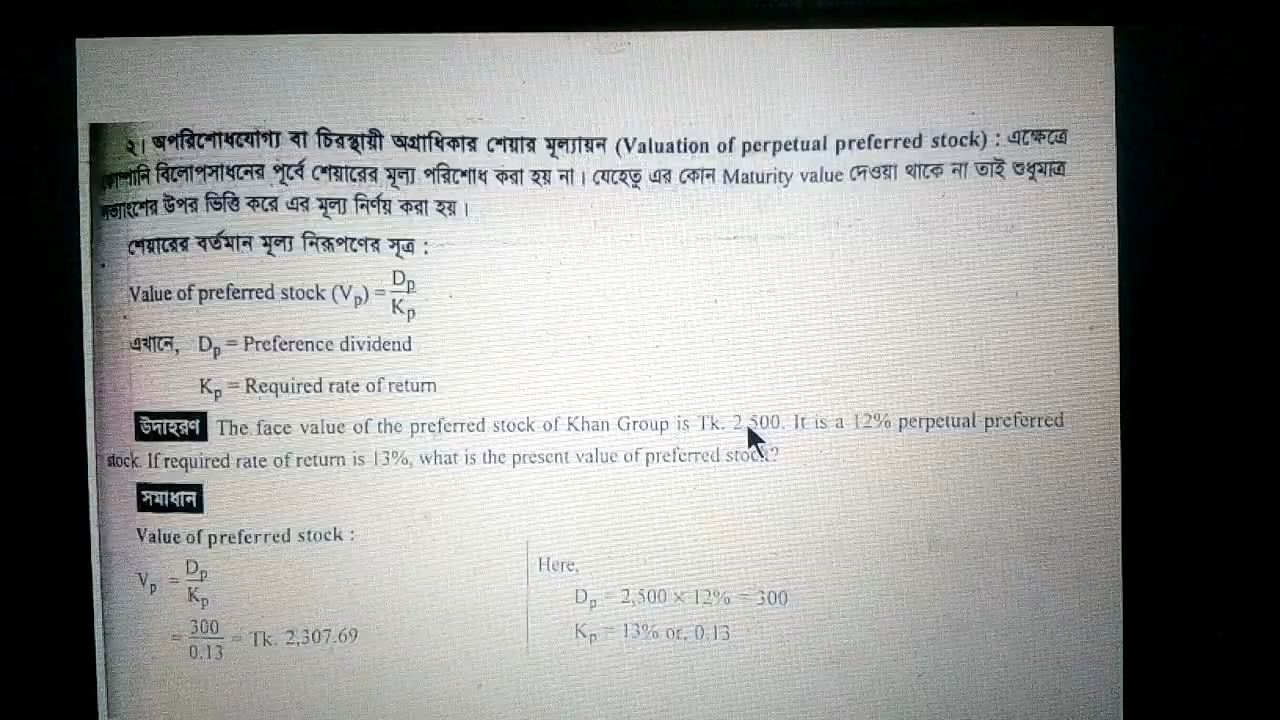 ২। অপরিশোধযোগ্য বা চিরস্থায়ী অগ্রাধিকার শেয়ার মূল্যায়ন (Valuation of perpetual preferred stock) : এক্ষেত্রে
বিলোপসাধনের পূর্বে শেয়ারের মূল্য পরিশোধ করা হয় না। যেহেতু এর কোন Maturity value দেওয়া থাকে না তাই শুধুমাত্র
উপর ভিত্তি করে এর মূল্য নির্ণয় করা হয়।
শেয়ারের বর্তমান মূল্য নিরূপণের সূত্র :
Value of preferred stock (Vp) = Dp/Kp
এখানে, Dp = Preference dividend
Kp = Required rate of return
উদাহরণ The face value of the preferred stock of Khan Group is Tk. 2,500. It is a 12% perpetual preferred
stock. If required rate of return is 13%, what is the present value of preferred stock?
সমাধান
Value of preferred stock :
Vp = Dp/Kp
= 300/0.13 = Tk. 2,307.69
Here,
Dp = 2,500 × 12% = 300
Kp = 13% or, 0.13